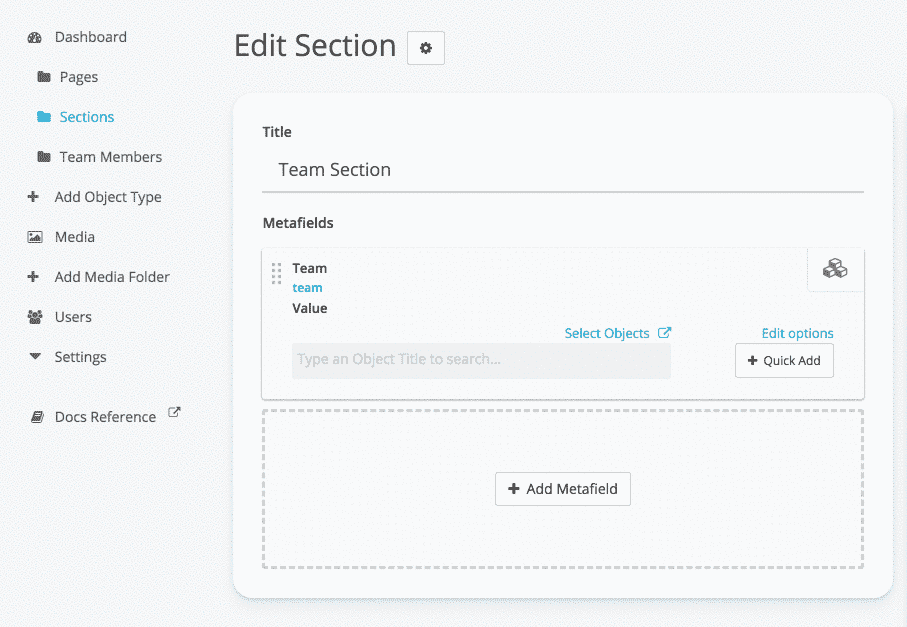 Dashboard
Pages
Sections
Team Members
Add Object Type
Media
Add Media Folder
Users
Settings
Docs Reference
Edit Section
Title
Team Section
Metafields
Team
team
Value
Select Objects
Edit options
Type an Object Title to search...
Quick Add
Add Metafield